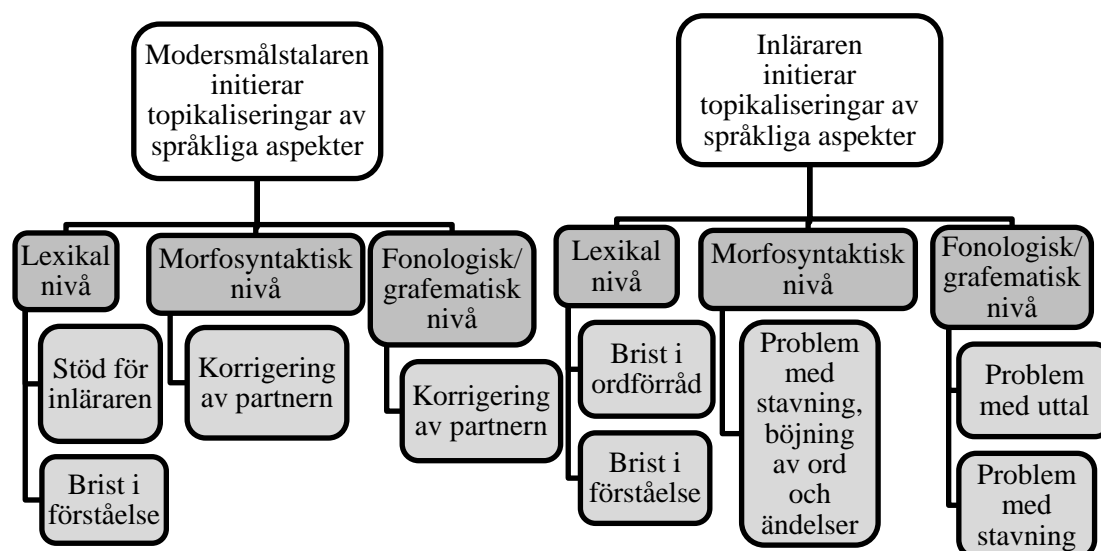 Modersmålstalaren
initierar
topikaliseringar av
språkliga aspekter
Lexikal
nivå
Stöd för
inläraren
Brist i
förståelse
Morfosyntaktisk
nivå
Korrigering
av partnern
Fonologisk/
grafematisk
nivå
Korrigering
av partnern
Inläraren
initierar
topikaliseringar av
språkliga aspekter
Lexikal
nivå
Brist i
ordförråd
Brist i
förståelse
Morfosyntaktisk
nivå
Problem
med
stavning,
böjning
av ord
och
ändelser
Fonologisk/
grafematisk
nivå
Problem
med uttal
Problem
med
stavning